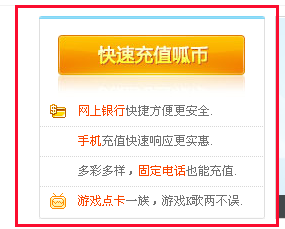 快速充值呱币
网上银行快捷方便更安全.
手机充值快速响应更实惠.
多彩多样，固定电话也能充值.
游戏点卡一族，游戏K歌两不误.